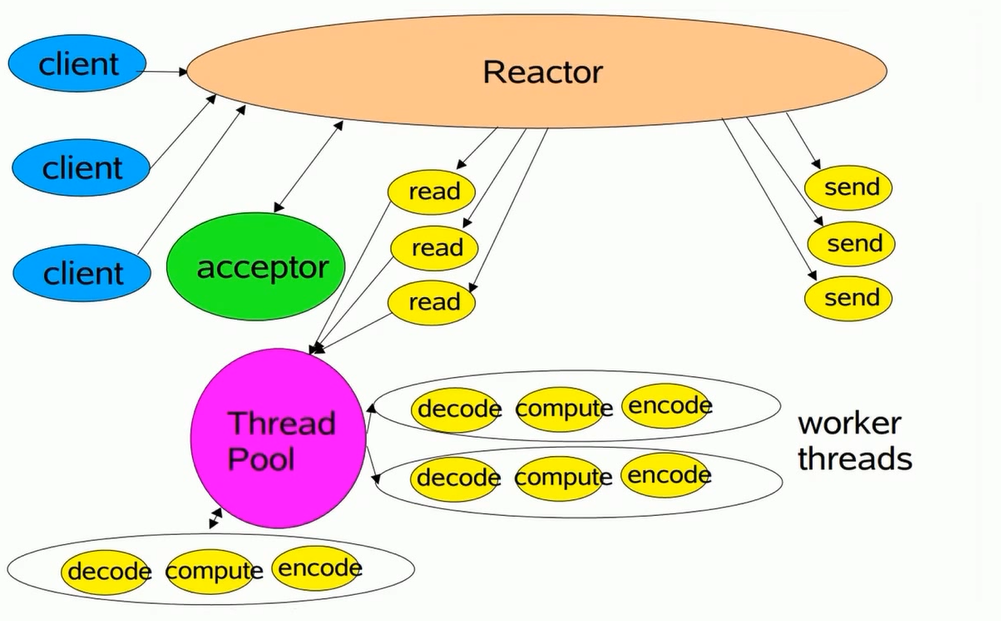 client
Reactor
client
client
acceptor
read
read
read
send
send
send
Thread
Pool
decode compute encode
decode compute encode
worker
threads
decode compute encode